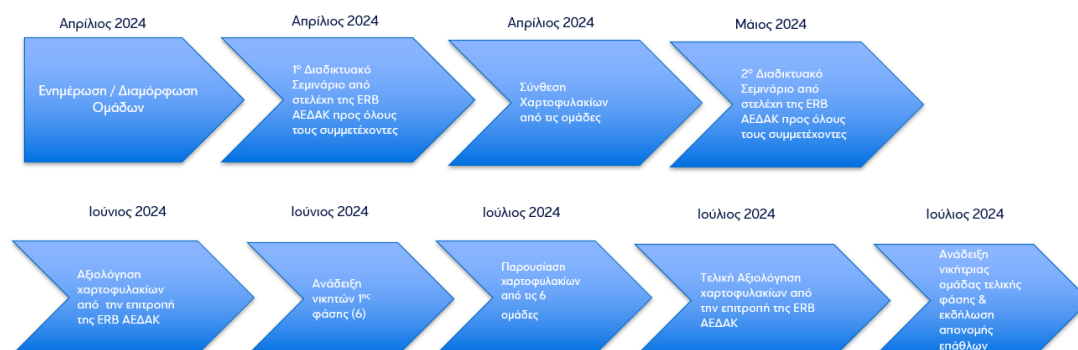 Απρίλιος 2024
Ενημέρωση / Διαμόρφωση
Ομάδων
Απρίλιος 2024
1ο Διαδικτυακό
Σεμινάριο από
στελέχη της ERB
ΑΕΔΑΚ προς όλους
τους συμμετέχοντες
Απρίλιος 2024
Σύνθεση
Χαρτοφυλακίων
από τις ομάδες
Μάιος 2024
2ο Διαδικτυακό
Σεμινάριο από
στελέχη της ERB
ΑΕΔΑΚ προς όλους
τους συμμετέχοντες
Ιούνιος 2024
Αξιολόγηση
χαρτοφυλακίων
από την επιτροπή
της ERB ΑΕΔΑΚ
Ιούνιος 2024
Ανάδειξη
νικητών 1ης
φάσης (6)
Ιούλιος 2024
Παρουσίαση
χαρτοφυλακίων
από τις 6
ομάδες
Ιούλιος 2024
Τελική Αξιολόγηση
χαρτοφυλακίων από
την επιτροπή της ERB
ΑΕΔΑΚ
Ιούλιος 2024
Ανάδειξη
νικήτριας
ομάδας τελικής
φάσης &
εκδήλωση
απονομής
επάθλων